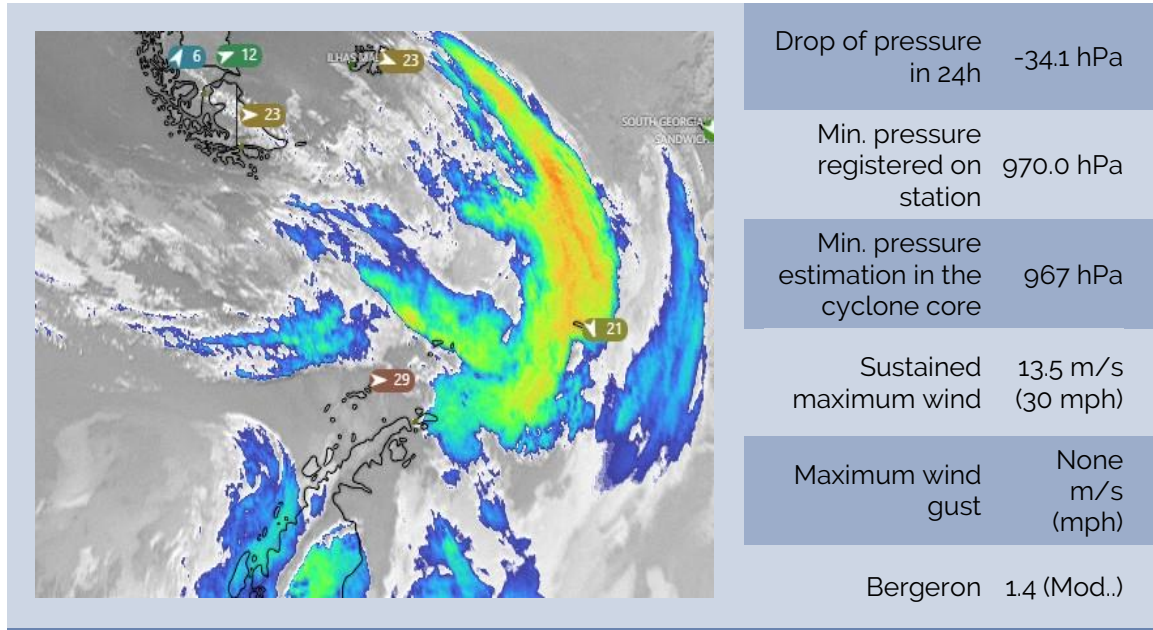 6
12
ILHAS MAL
23
23
SOUTH GEORGIA
SANDWICH
21
29
Drop of pressure
in 24h
-34.1 hPa
Min. pressure
registered on
station
970.0 hPa
Min. pressure
estimation in the
cyclone core
967 hPa
Sustained
maximum wind
13.5 m/s
(30 mph)
Maximum wind
gust
None
m/s
(mph)
Bergeron
1.4 (Mod..)